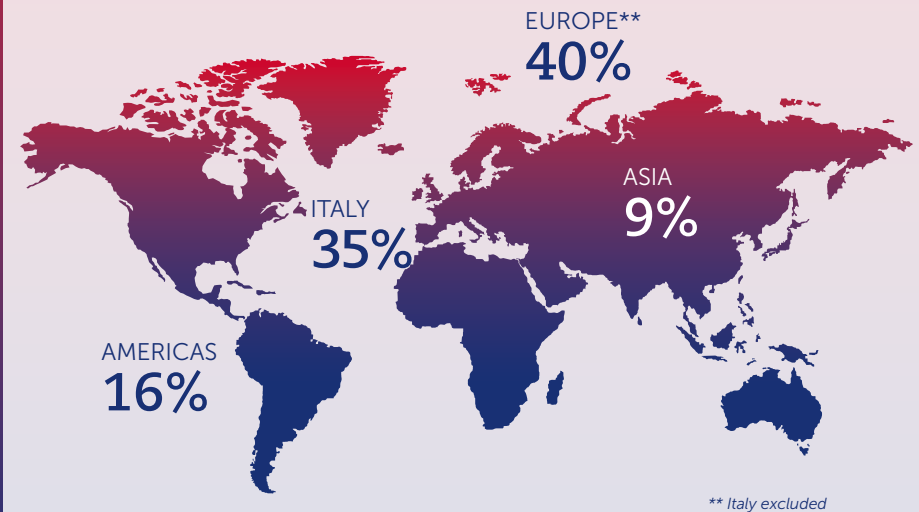 EUROPE**
40%
ASIA
9%
ITALY
35%
AMERICAS
16%
** Italy excluded